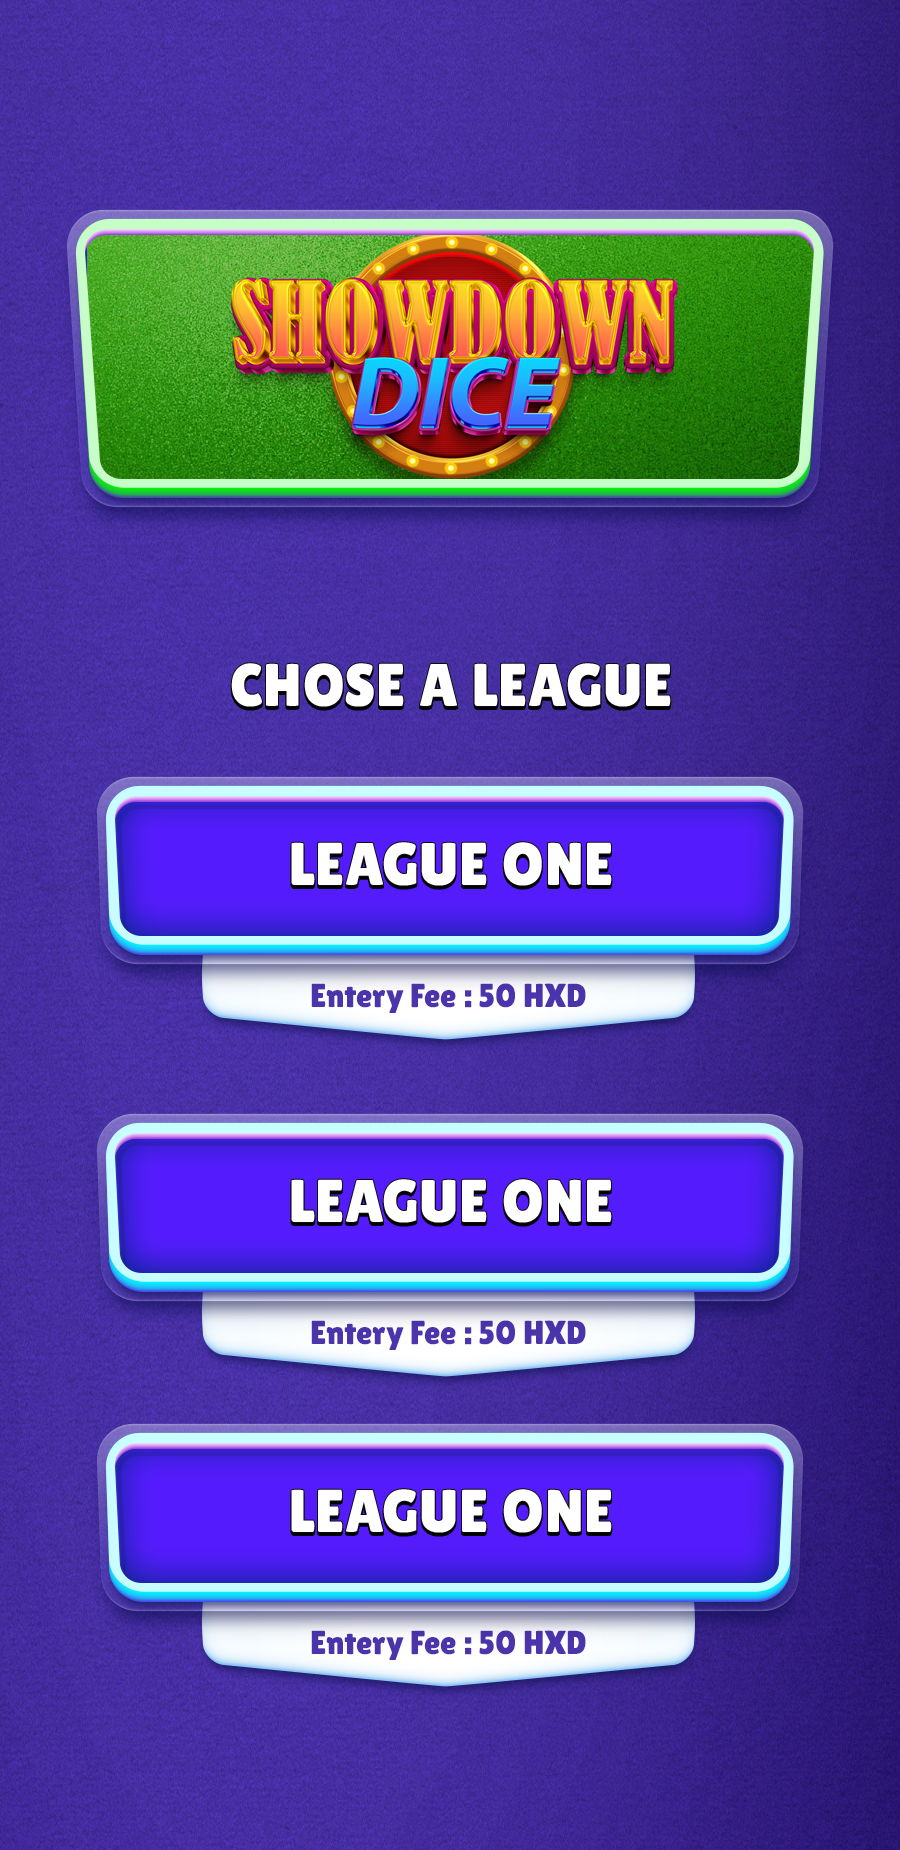 SHOWDOWN
DICE
CHOSE A LEAGUE
LEAGUE ONE
Entery Fee : 50 HXD
LEAGUE ONE
Entery Fee : 50 HXD
LEAGUE ONE
Entery Fee : 50 HXD